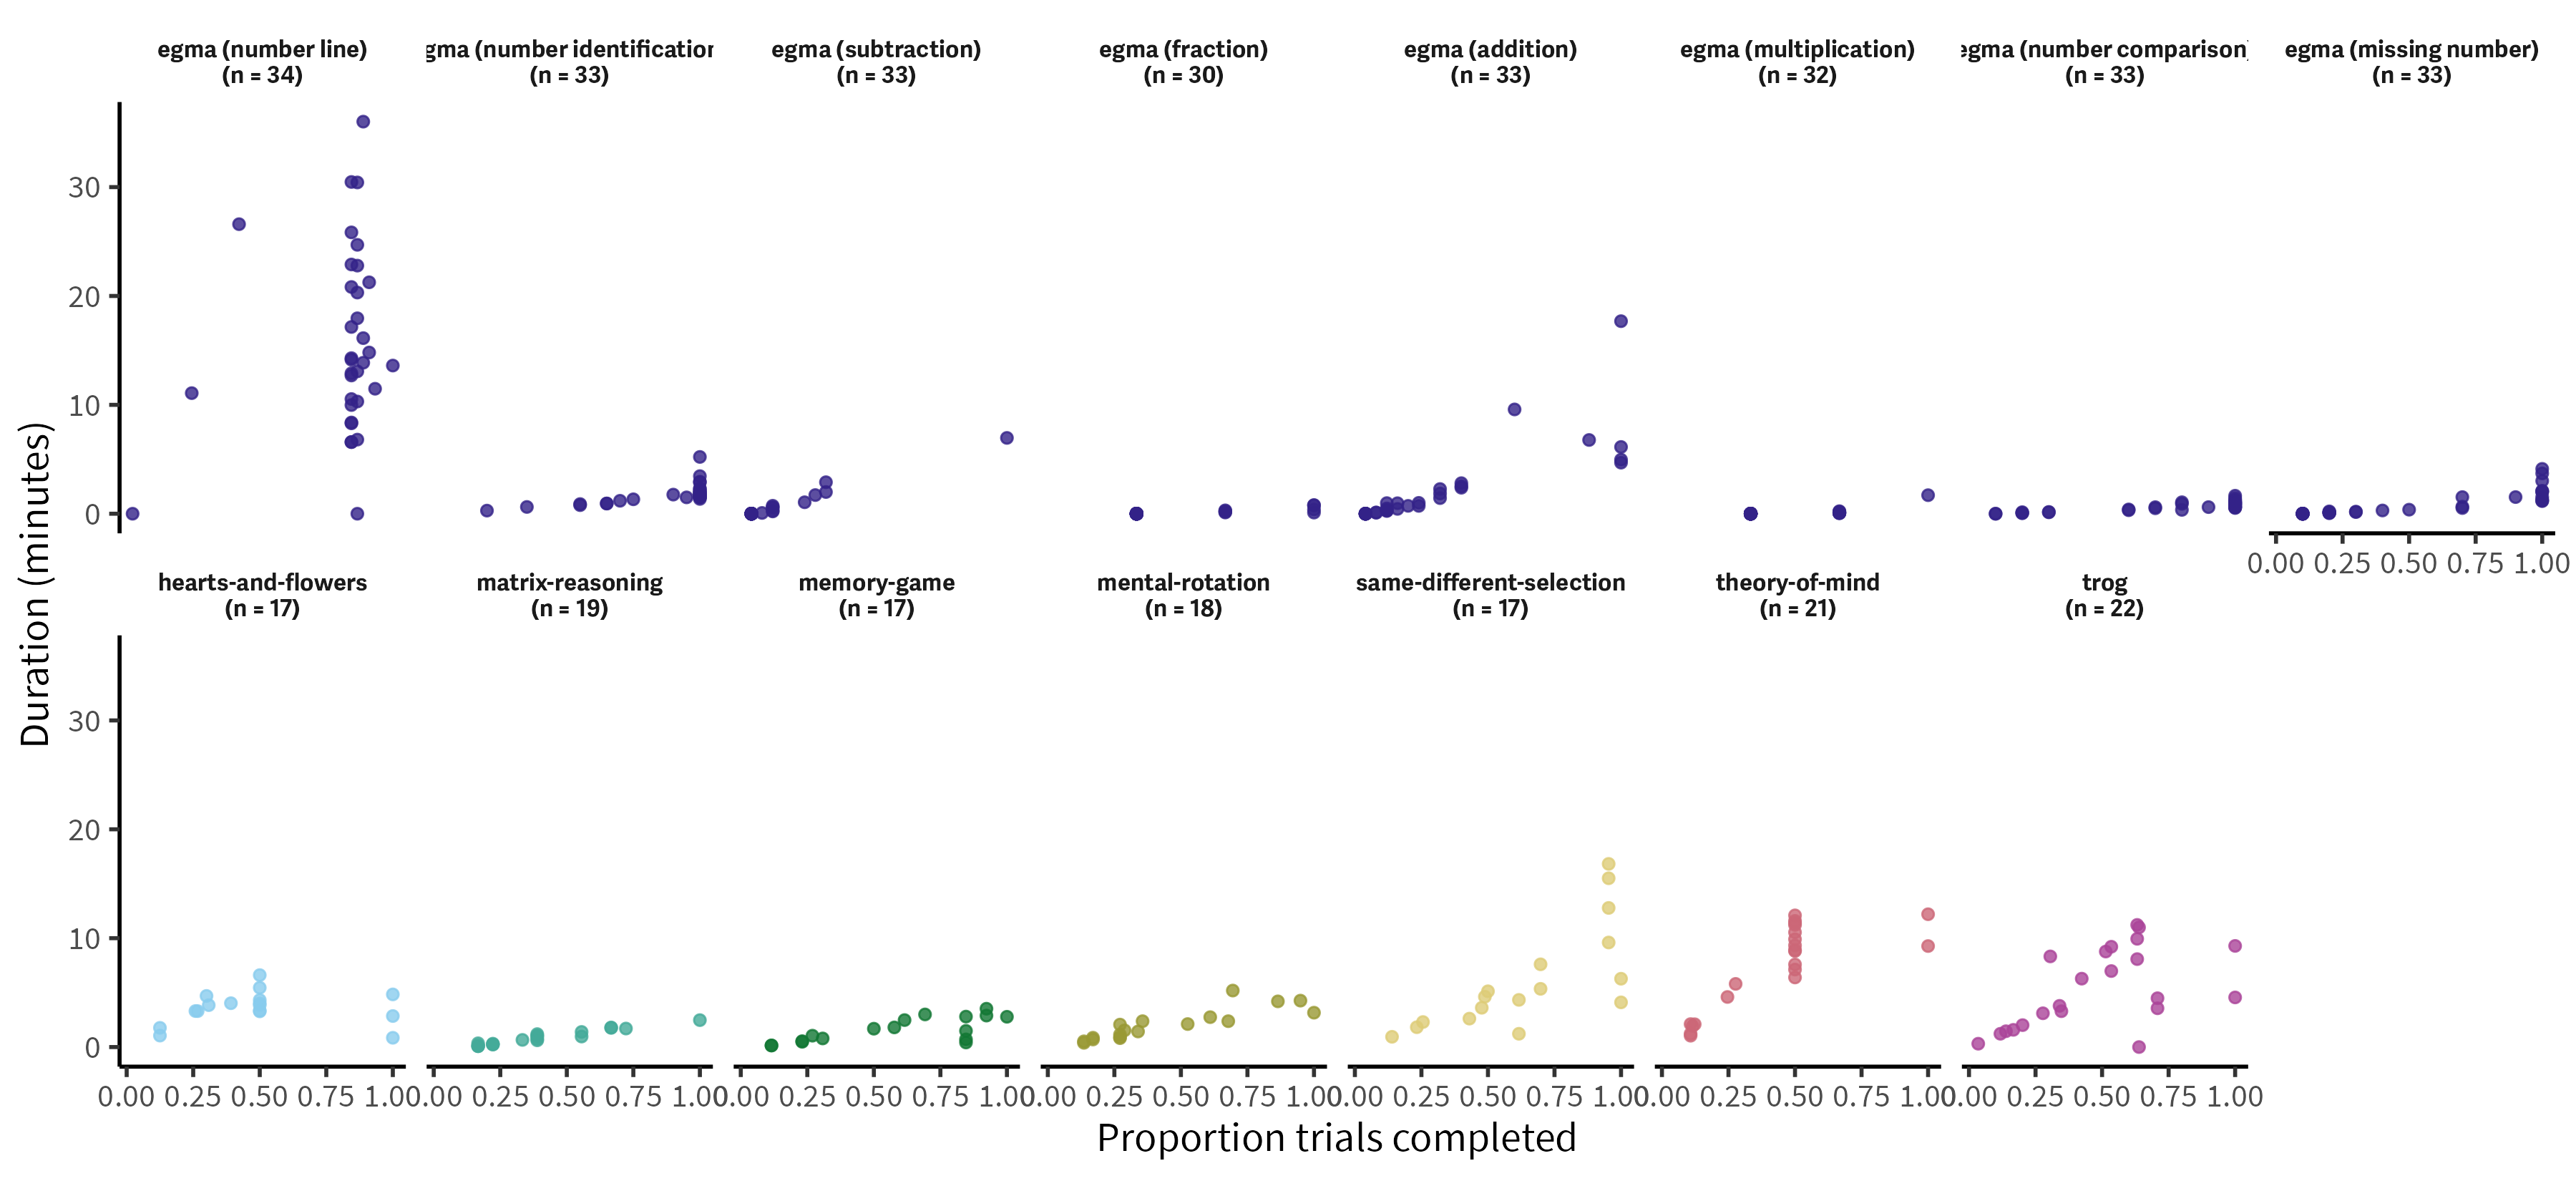 egma (number line)
(n = 34)
gma (number identification
(n = 33)
egma (subtraction)
(n = 33)
egma (fraction)
(n = 30)
egma (addition)
(n = 33)
egma (multiplication)
(n = 32)
egma (number comparison)
(n = 33)
egma (missing number)
(n = 33)
30
20
10
0
0.00 0.25 0.50 0.75 1.00
hearts-and-flowers
(n = 17)
matrix-reasoning
(n = 19)
memory-game
(n = 17)
mental-rotation
(n = 18)
same-different-selection
(n = 17)
theory-of-mind
(n = 21)
trog
(n = 22)
30
20
10
0
0.00 0.25 0.50 0.75 1.00
0.00 0.25 0.50 0.75 1.00
0.00 0.25 0.50 0.75 1.00
0.00 0.25 0.50 0.75 1.00
0.00 0.25 0.50 0.75 1.00
0.00 0.25 0.50 0.75 1.00
0.00 0.25 0.50 0.75 1.00
Proportion trials completed
Duration (minutes)